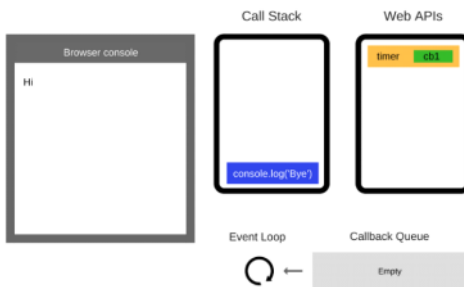 Call Stack
Web APIs
Browser console
timer
cb1
Hi
console.log('Bye')
Event Loop
Callback Queue
Empty